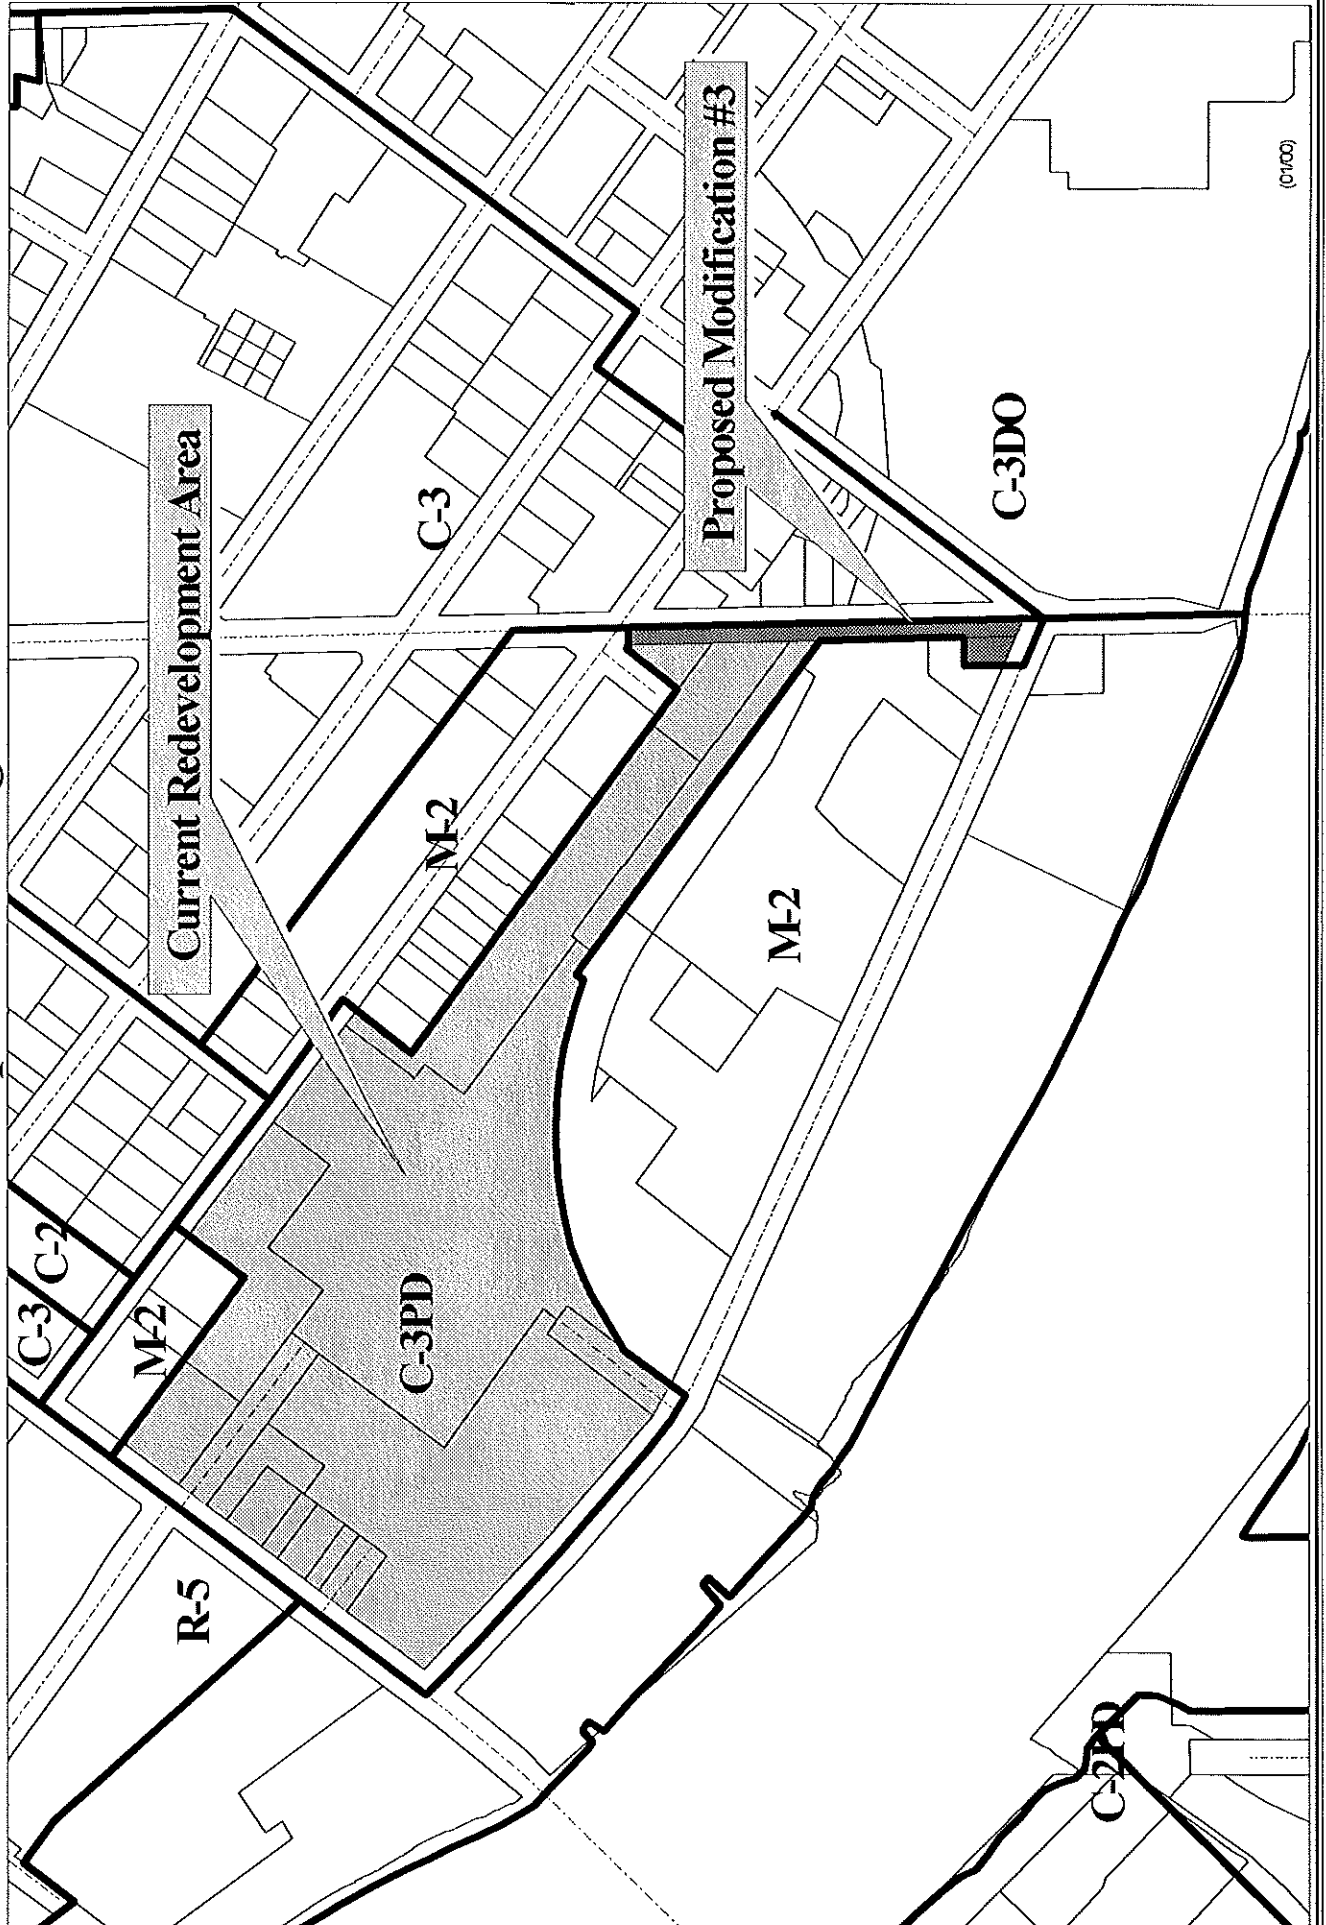 C-3
C-2
M-2
R-5
Current Redevelopment Area
C-3PD
C-3
M-2
Proposed Modification #3
M-2
C-3DO
C-2PD
(01/00)